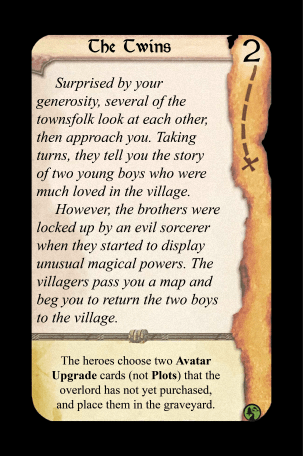 The Twins
2
Surprised by your
generosity, several of the
townsfolk look at each other,
then approach you. Taking
turns, they tell you the story
of two young boys who were
much loved in the village.
However, the brothers were
locked up by an evil sorcerer
when they started to display
unusual magical powers. The
villagers pass you a map and
beg you to return the two boys
to the village.
The heroes choose two Avatar
Upgrade cards (not Plots) that the
overlord has not yet purchased,
and place them in the graveyard.